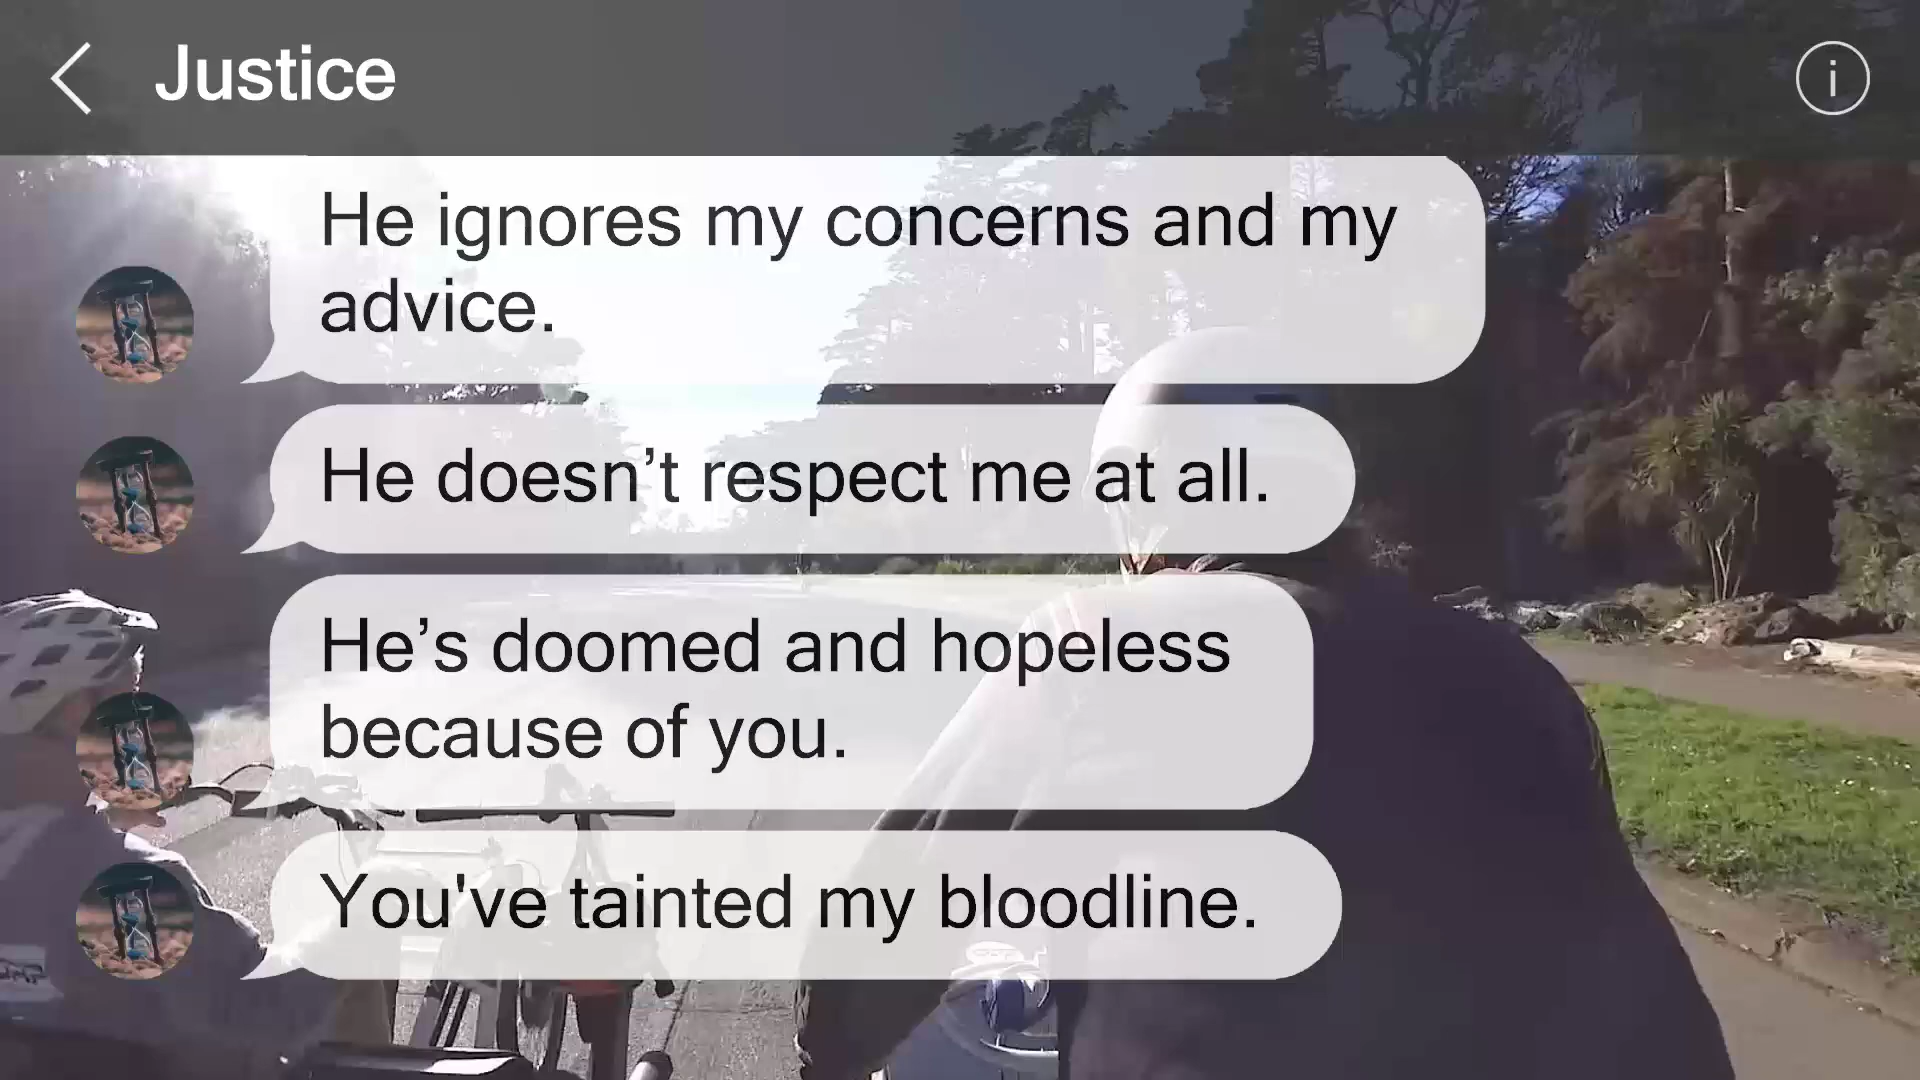 Justice
He ignores my concerns and my
advice.
He doesn’t respect me at all.
He’s doomed and hopeless
because of you.
You've tainted my bloodline.